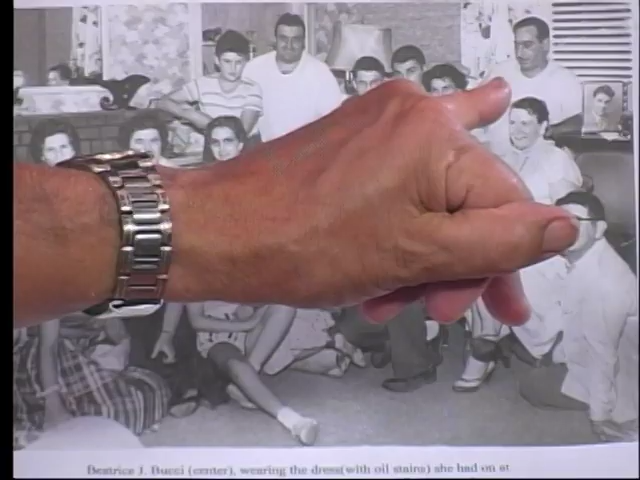 Beatrice J. Bucci (center), wearing the dress(with oil stains) she had on at